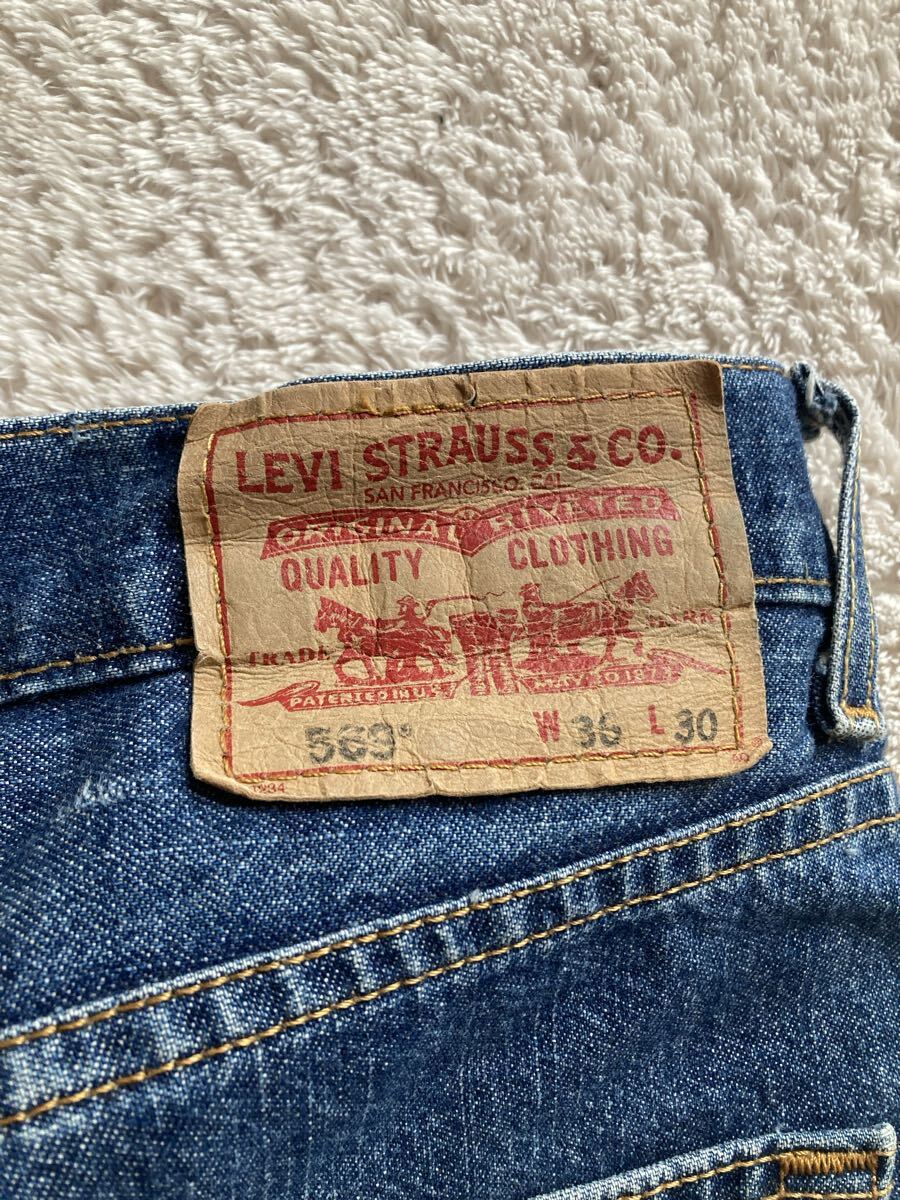 LEVI STRAUSS & CO.
SAN FRANCISCO, CAL
ORIGINAL RIVETED
QUALITY CLOTHING
TRADE MARK
PATENTED IN U.S. MAY 20 1873
569 W 36 L 30